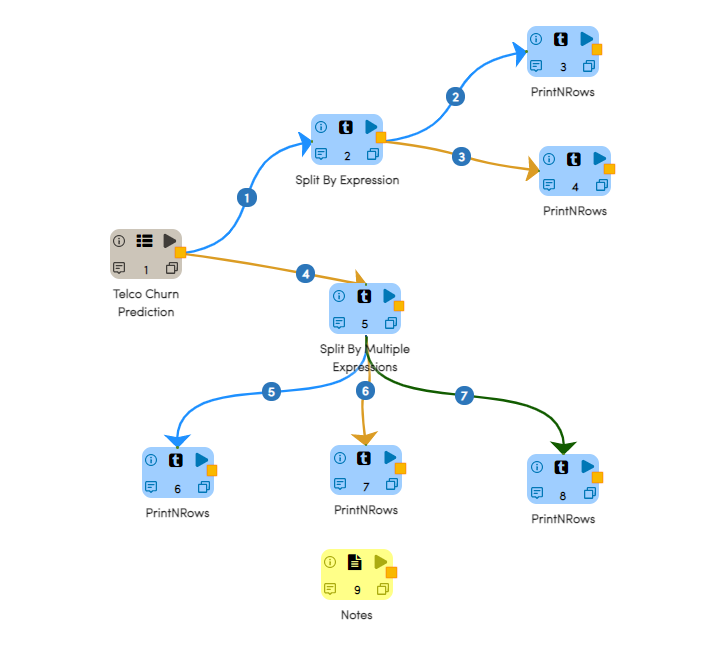 3
PrintNRows
2
2
Split By Expression
3
4
PrintNRows
1
1
Telco Churn
Prediction
4
5
Split By Multiple
Expressions
5
6
7
6
PrintNRows
7
PrintNRows
8
PrintNRows
9
Notes